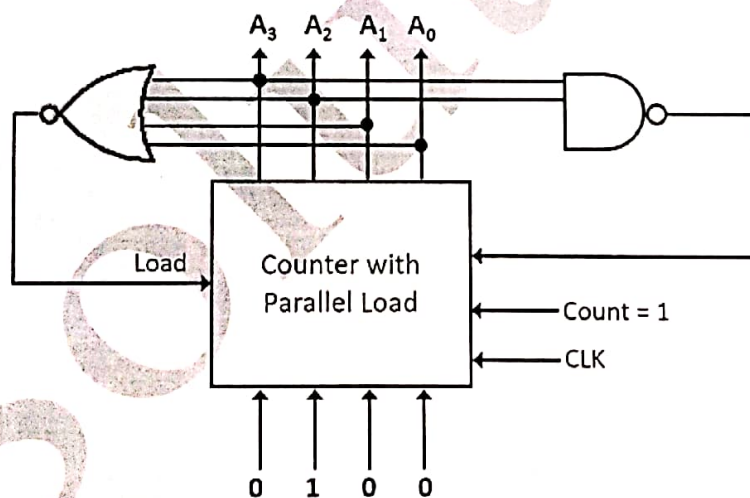 A3 A2 A1 A0
Load
Counter with
Parallel Load
Count = 1
CLK
0 1 0 0